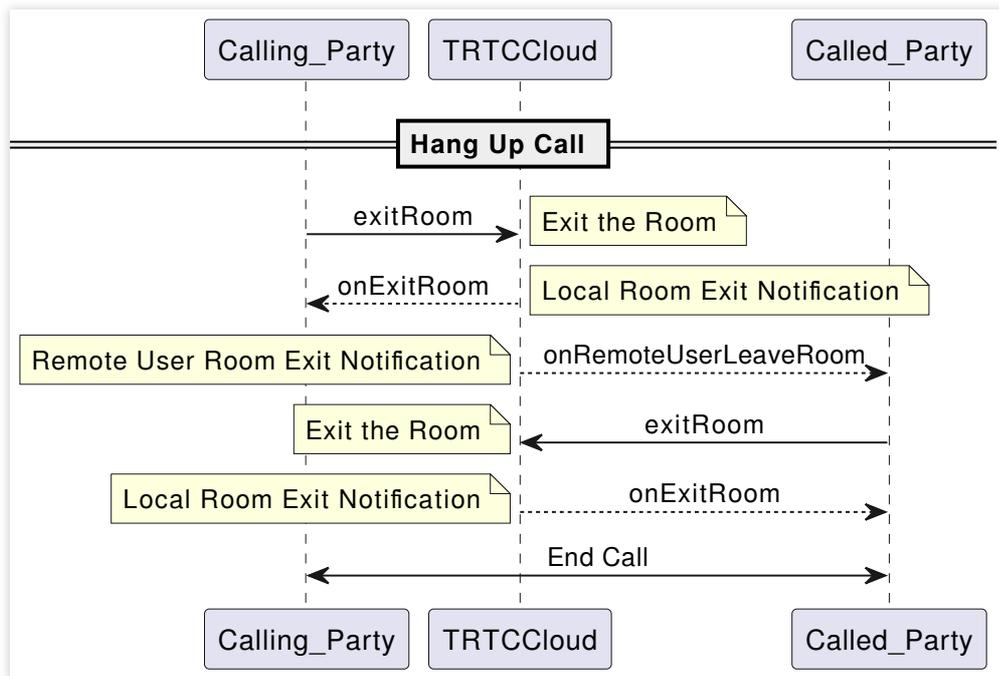 Calling_Party TRTCCloud Called_Party
Hang Up Call
exitRoom Exit the Room
onExitRoom Local Room Exit Notification
Remote User Room Exit Notification onRemoteUserLeaveRoom
Exit the Room exitRoom
Local Room Exit Notification onExitRoom
End Call
Calling_Party TRTCCloud Called_Party